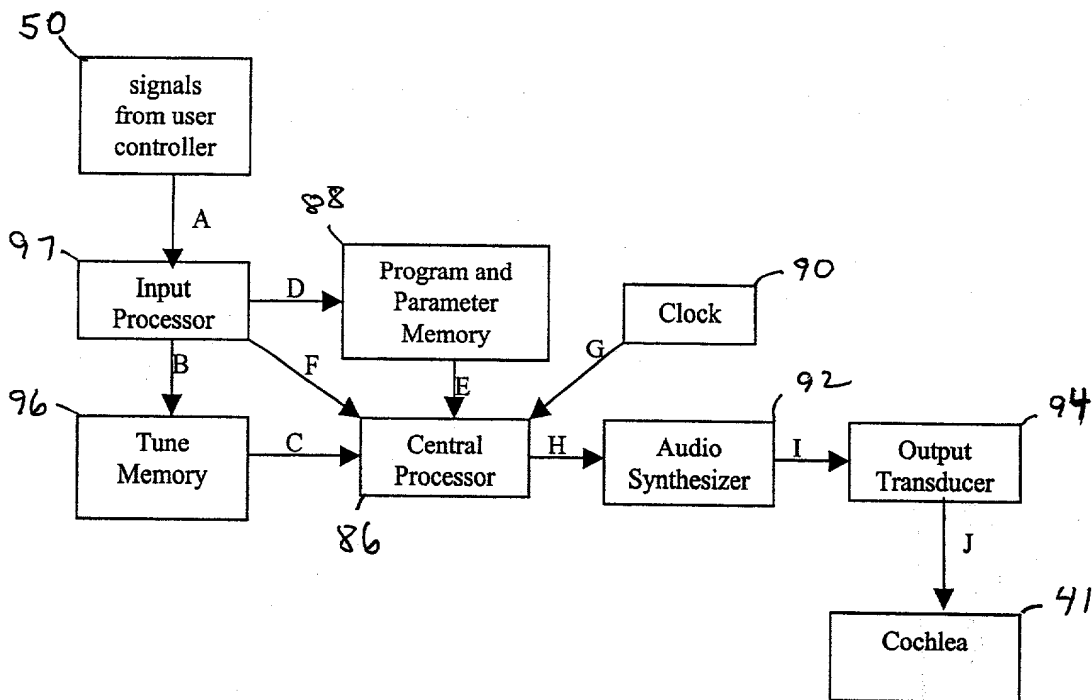 50
signals
from user
controller
A
97
Input
Processor
D
88
Program and
Parameter
Memory
90
Clock
B
F
E
G
96
Tune
Memory
C
Central
Processor
86
H
92
Audio
Synthesizer
I
94
Output
Transducer
J
41
Cochlea